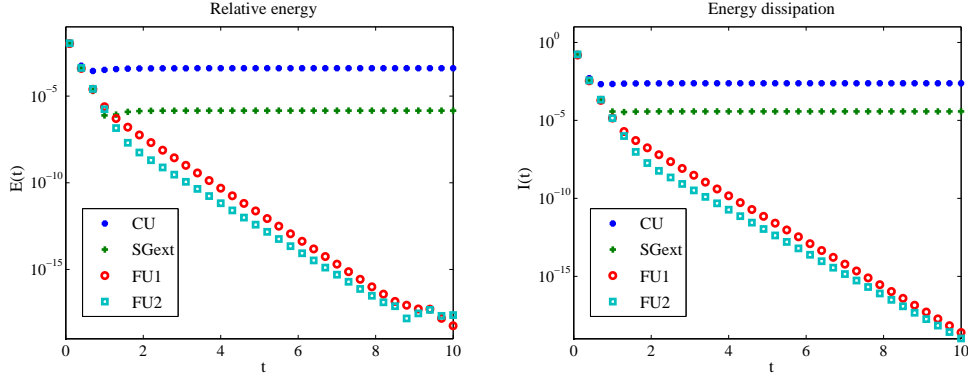 Relative energy
E(t)
10^-5
10^-10
10^-15
CU
SGext
FU1
FU2
0
2
4
6
8
10
t
Energy dissipation
I(t)
10^0
10^-5
10^-10
10^-15
CU
SGext
FU1
FU2
0
2
4
6
8
10
t